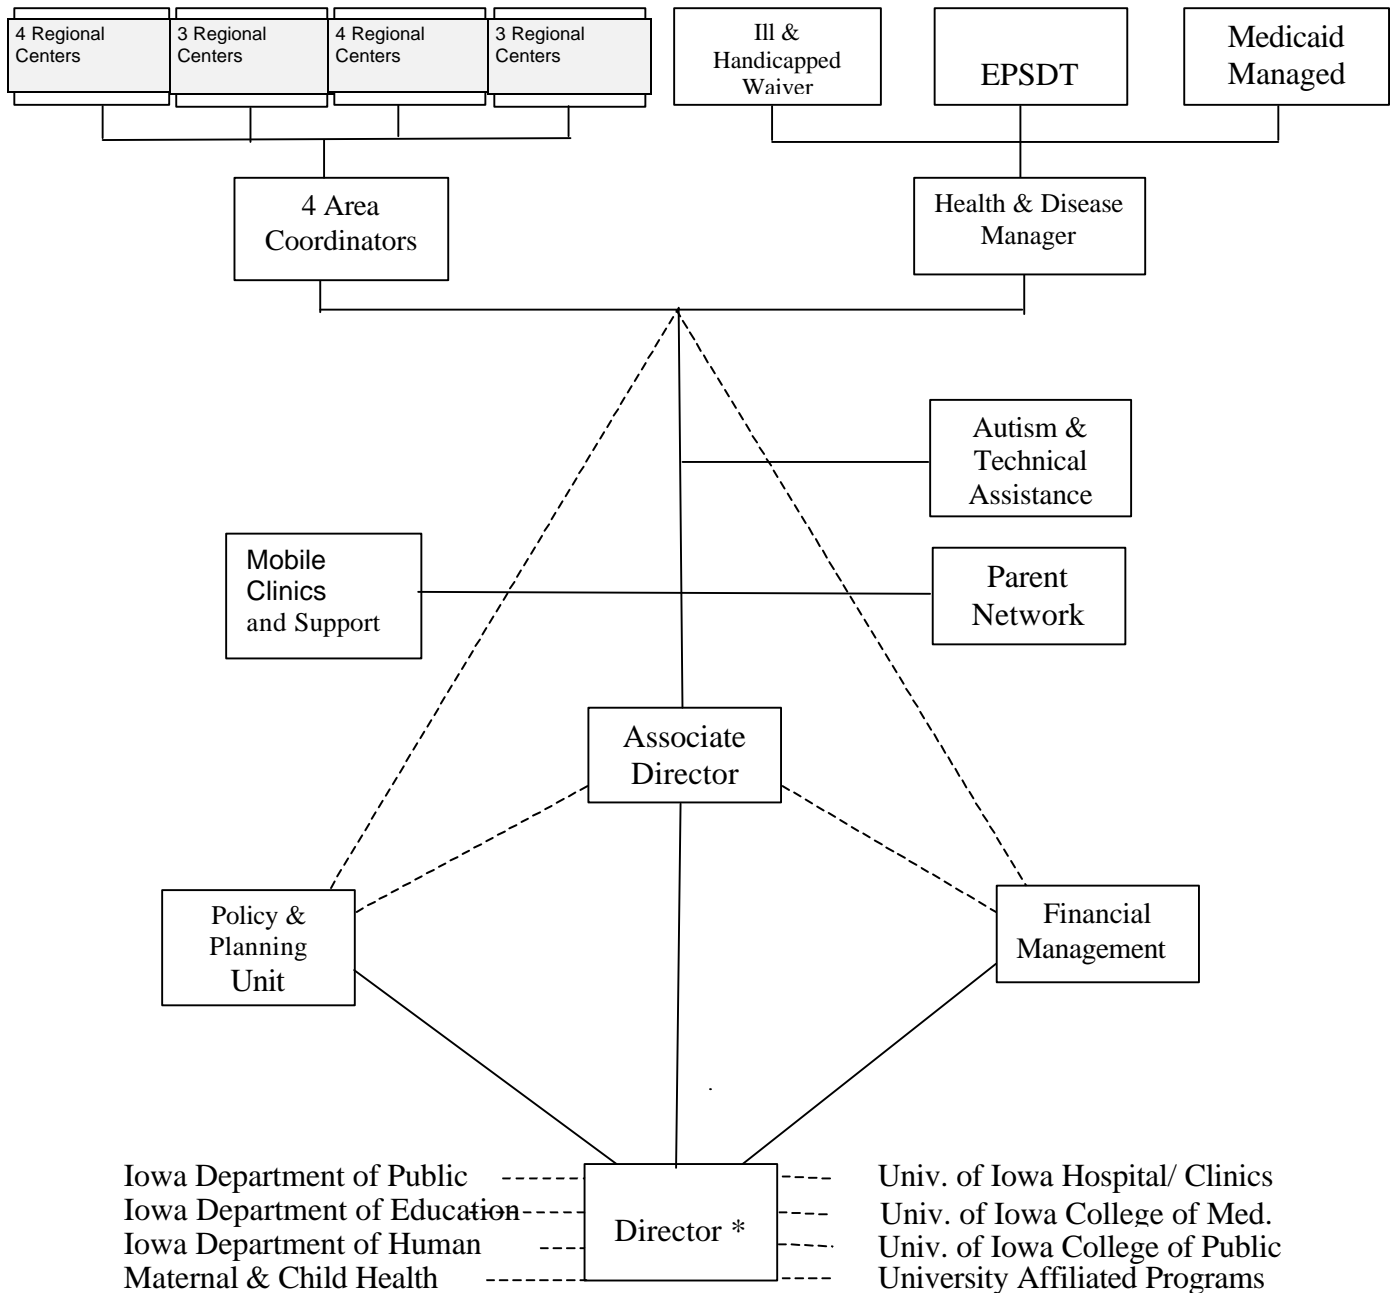 4 Regional
Centers
3 Regional
Centers
4 Regional
Centers
3 Regional
Centers
Ill &
Handicapped
Waiver
EPSDT
Medicaid
Managed
4 Area
Coordinators
Health & Disease
Manager
Autism &
Technical
Assistance
Mobile
Clinics
and Support
Parent
Network
Associate
Director
Policy &
Planning
Unit
Financial
Management
Iowa Department of Public
Iowa Department of Education
Iowa Department of Human
Maternal & Child Health
Director *
Univ. of Iowa Hospital/ Clinics
Univ. of Iowa College of Med.
Univ. of Iowa College of Public
University Affiliated Programs